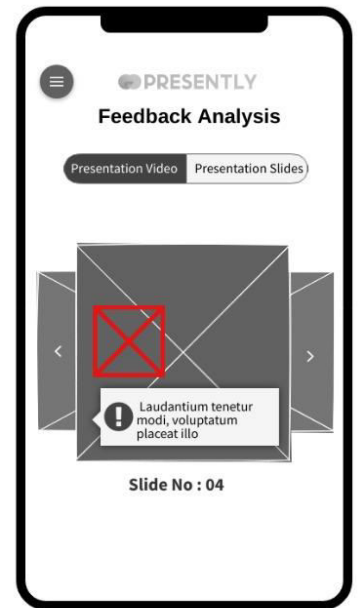 PRESENTLY
Feedback Analysis
Presentation Video Presentation Slides
Laudantium tenetur
modi, voluptatum
placeat illo
Slide No : 04